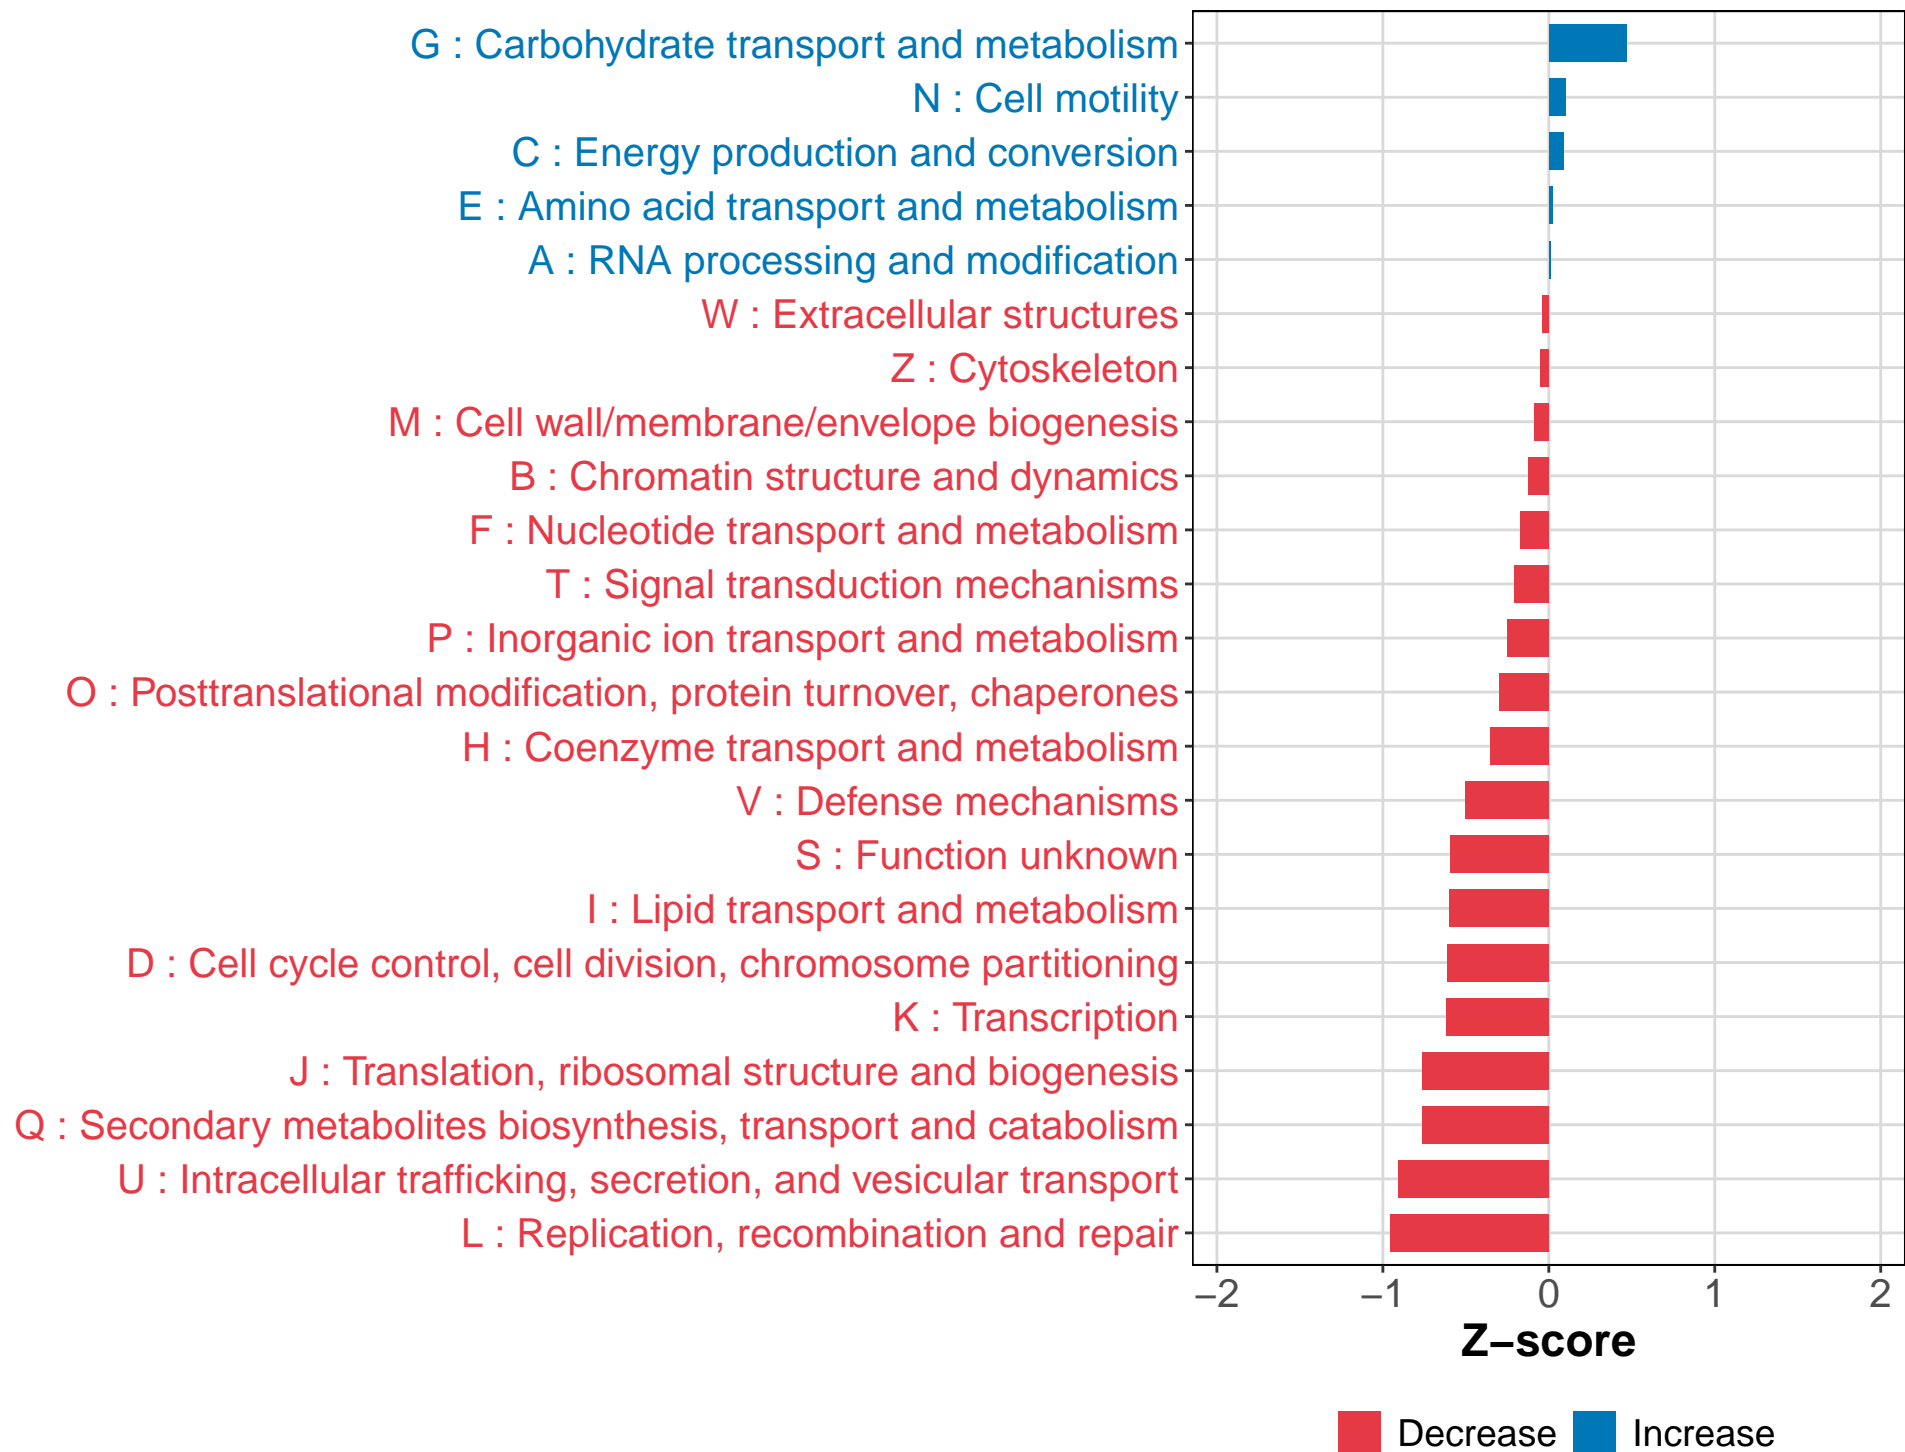 G : Carbohydrate transport and metabolism
N : Cell motility
C : Energy production and conversion
E : Amino acid transport and metabolism
A : RNA processing and modification
W : Extracellular structures
Z : Cytoskeleton
M : Cell wall/membrane/envelope biogenesis
B : Chromatin structure and dynamics
F : Nucleotide transport and metabolism
T : Signal transduction mechanisms
P : Inorganic ion transport and metabolism
O : Posttranslational modification, protein turnover, chaperones
H : Coenzyme transport and metabolism
V : Defense mechanisms
S : Function unknown
I : Lipid transport and metabolism
D : Cell cycle control, cell division, chromosome partitioning
K : Transcription
J : Translation, ribosomal structure and biogenesis
Q : Secondary metabolites biosynthesis, transport and catabolism
U : Intracellular trafficking, secretion, and vesicular transport
L : Replication, recombination and repair
−2 −1 0 1 2
Z−score
Decrease Increase